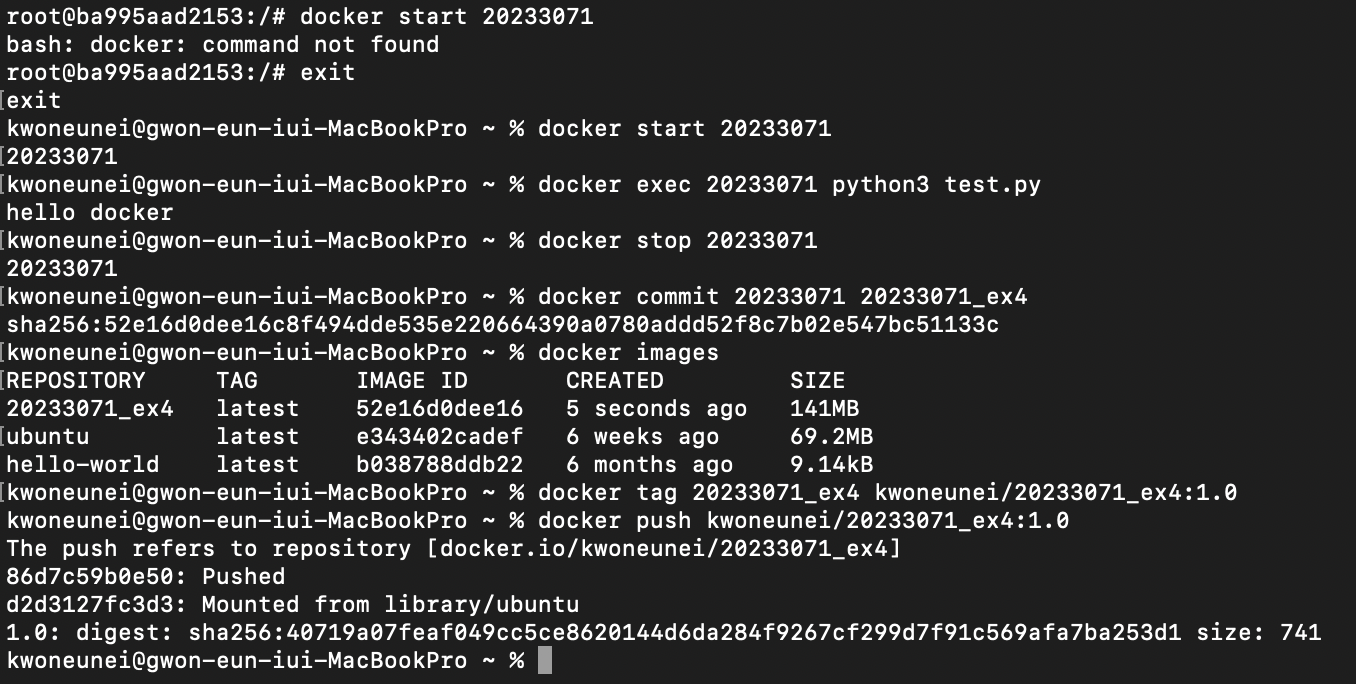 root@ba995aad2153:/# docker start 20233071
bash: docker: command not found
root@ba995aad2153:/# exit
exit
kwoneunei@gwon-eun-iui-MacBookPro ~ % docker start 20233071
20233071
kwoneunei@gwon-eun-iui-MacBookPro ~ % docker exec 20233071 python3 test.py
hello docker
kwoneunei@gwon-eun-iui-MacBookPro ~ % docker stop 20233071
20233071
kwoneunei@gwon-eun-iui-MacBookPro ~ % docker commit 20233071 20233071_ex4
sha256:52e16d0dee16c8f494dde535e220664390a0780addd52f8c7b02e547bc51133c
kwoneunei@gwon-eun-iui-MacBookPro ~ % docker images
REPOSITORY     TAG       IMAGE ID       CREATED         SIZE
20233071_ex4   latest    52e16d0dee16   5 seconds ago   141MB
ubuntu         latest    e343402cadef   6 weeks ago     69.2MB
hello-world    latest    b038788ddb22   6 months ago    9.14kB
kwoneunei@gwon-eun-iui-MacBookPro ~ % docker tag 20233071_ex4 kwoneunei/20233071_ex4:1.0
kwoneunei@gwon-eun-iui-MacBookPro ~ % docker push kwoneunei/20233071_ex4:1.0
The push refers to repository [docker.io/kwoneunei/20233071_ex4]
86d7c59b0e50: Pushed
d2d3127fc3d3: Mounted from library/ubuntu
1.0: digest: sha256:40719a07feaf049cc5ce8620144d6da284f9267cf299d7f91c569afa7ba253d1 size: 741
kwoneunei@gwon-eun-iui-MacBookPro ~ %